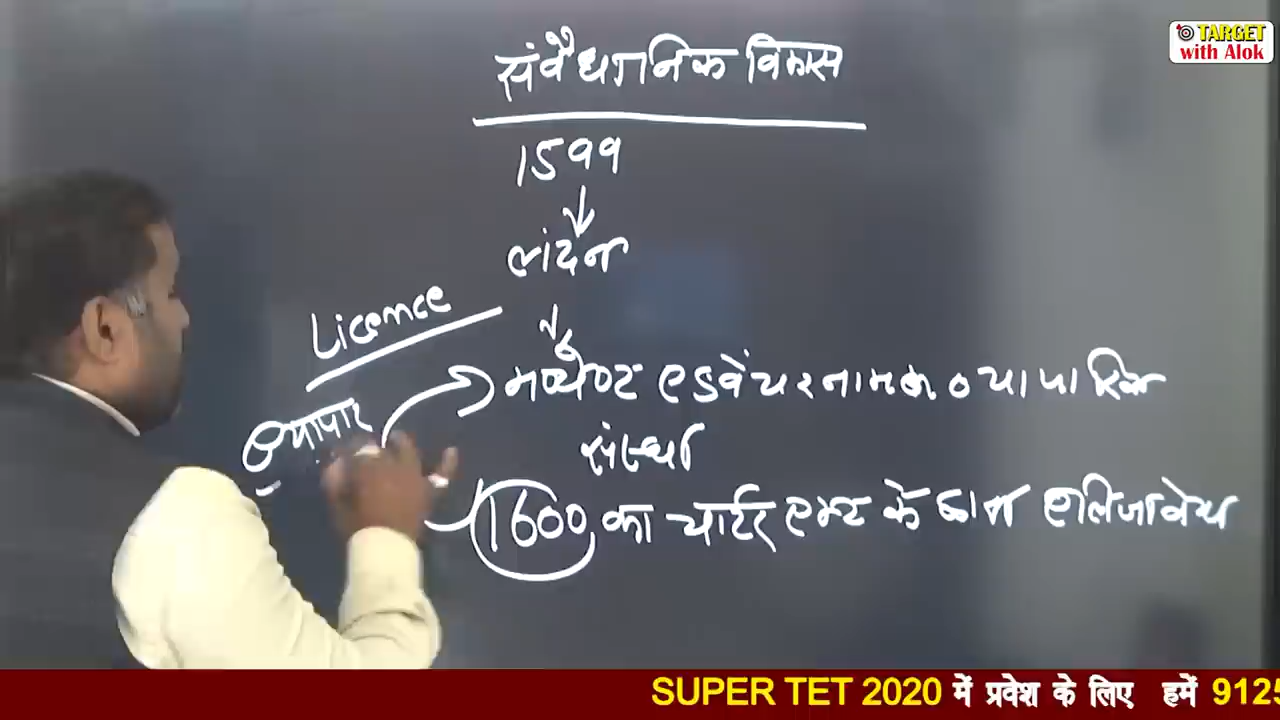 TARGET
with Alok
संवैधानिक विकास
1599
लंदन
Licence
मर्चेण्ट एडवेंचर नामक व्यापारिक
व्यापार
संस्था
1600 का चार्टर एक्ट के द्वारा एलिजाबेथ
SUPER TET 2020 में प्रवेश के लिए हमें 9125